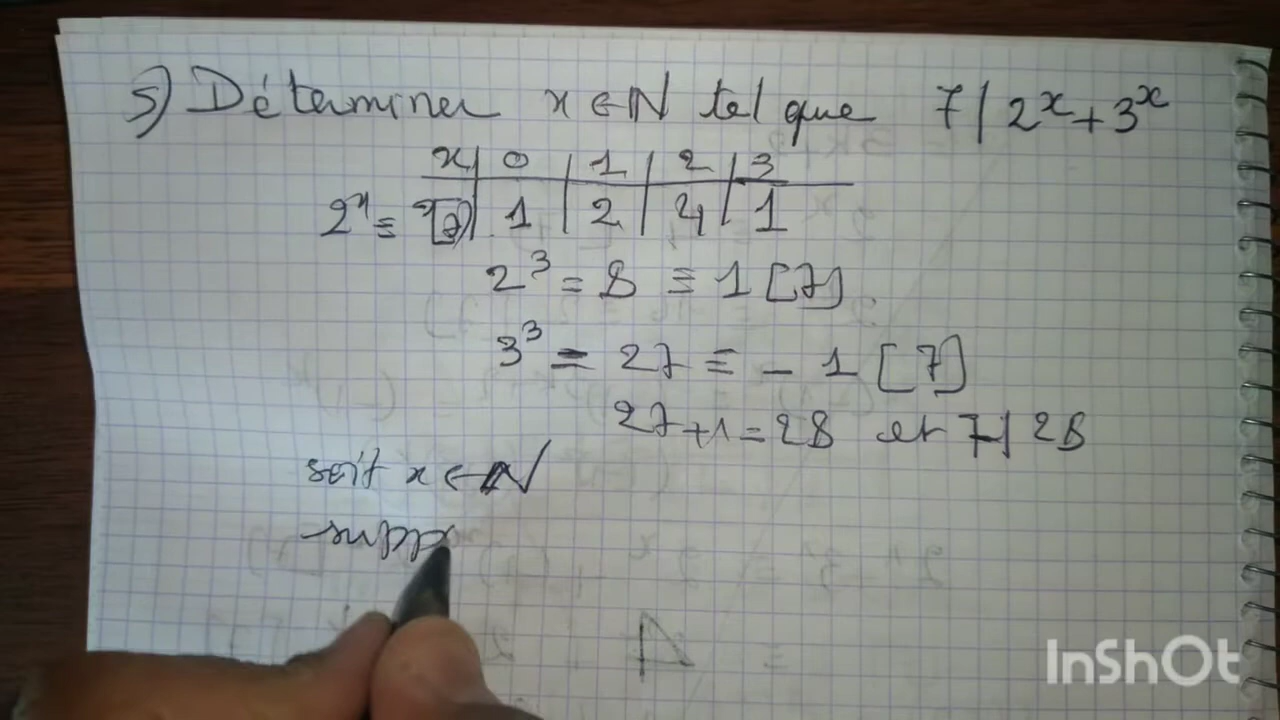 5) Déterminer x ∈ ℕ tel que 7 | 2^x + 3^x
x | 0 | 1 | 2 | 3
2^x ≡ [7] | 1 | 2 | 4 | 1
2^3 = 8 ≡ 1 [7]
3^3 = 27 ≡ - 1 [7]
27 + 1 = 28 et 7 | 28
soit x ∈ ℕ
supp
InShOt